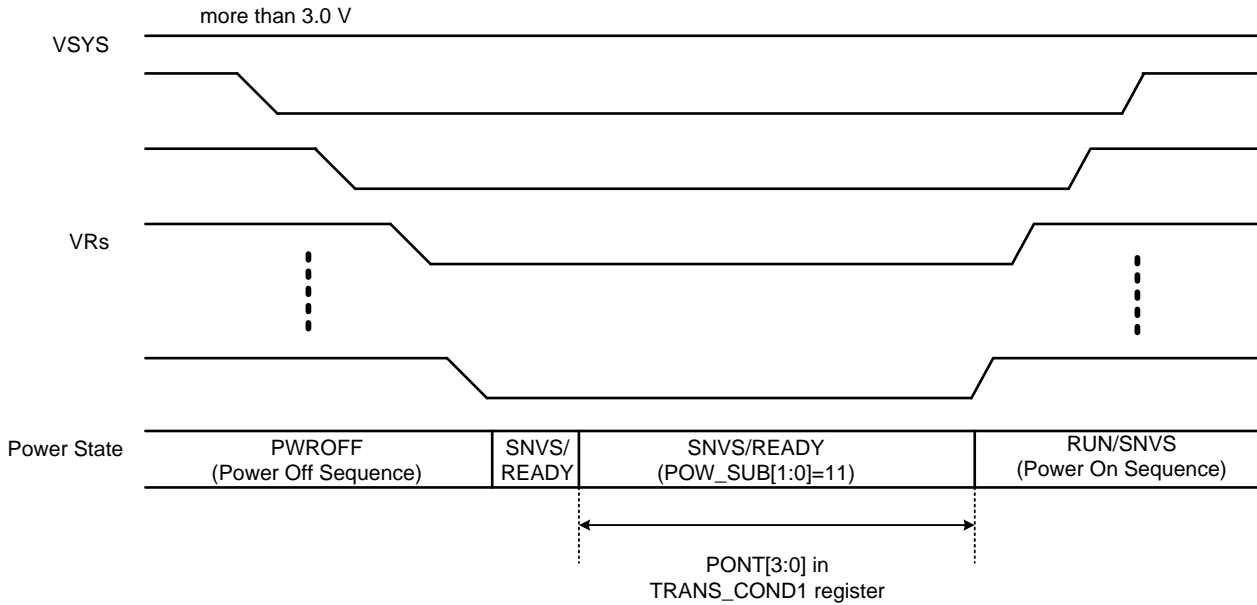 more than 3.0 V
VSYS
VRs
Power State
PWROFF
(Power Off Sequence)
SNVS/
READY
SNVS/READY
(POW_SUB[1:0]=11)
RUN/SNVS
(Power On Sequence)
PONT[3:0] in
TRANS_COND1 register